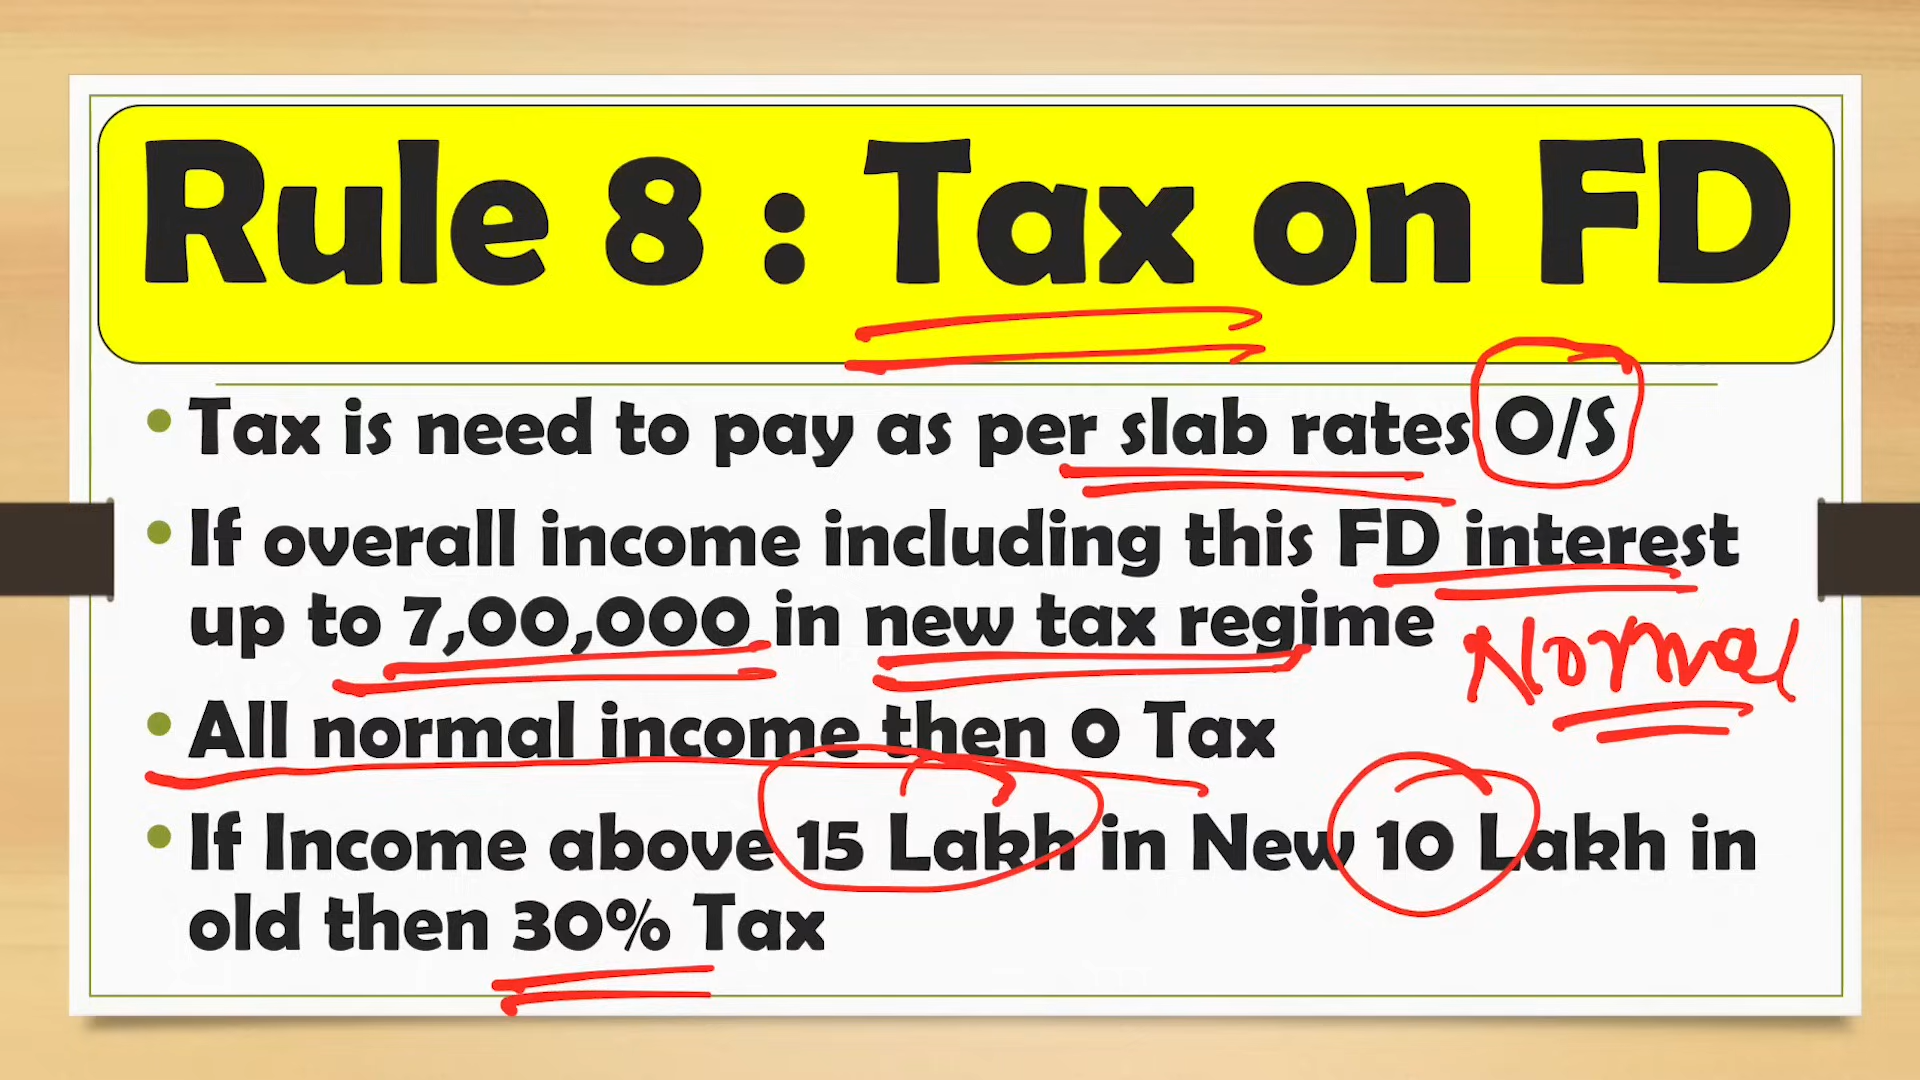 Rule 8 : Tax on FD
• Tax is need to pay as per slab rates O/S
• If overall income including this FD interest
up to 7,00,000 in new tax regime
Normal
• All normal income then 0 Tax
• If Income above 15 Lakh in New 10 Lakh in
old then 30% Tax